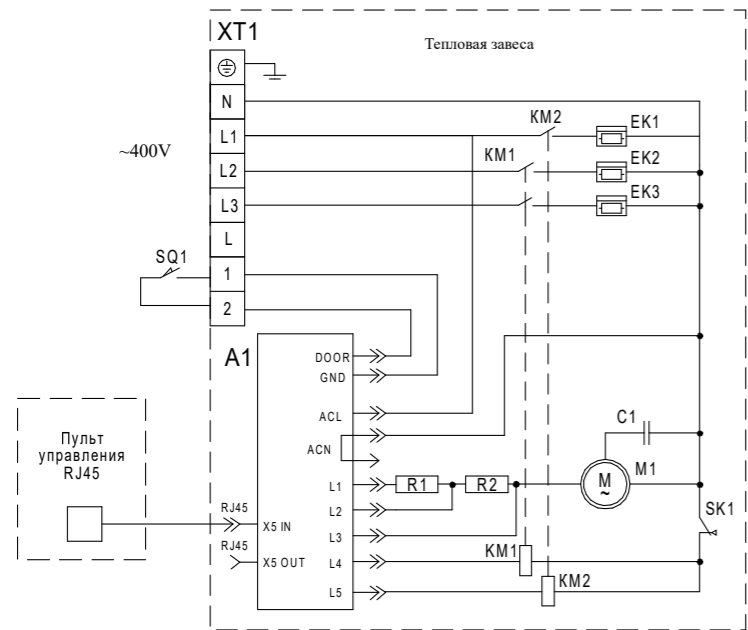 XT1
Тепловая завеса
N
L1
L2
L3
L
1
2
~400V
SQ1
KM2
EK1
KM1
EK2
EK3
A1
DOOR
GND
ACL
ACN
L1
L2
L3
L4
L5
X5 IN
X5 OUT
RJ45
RJ45
Пульт
управления
RJ45
R1
R2
C1
M
~
M1
SK1
KM1
KM2